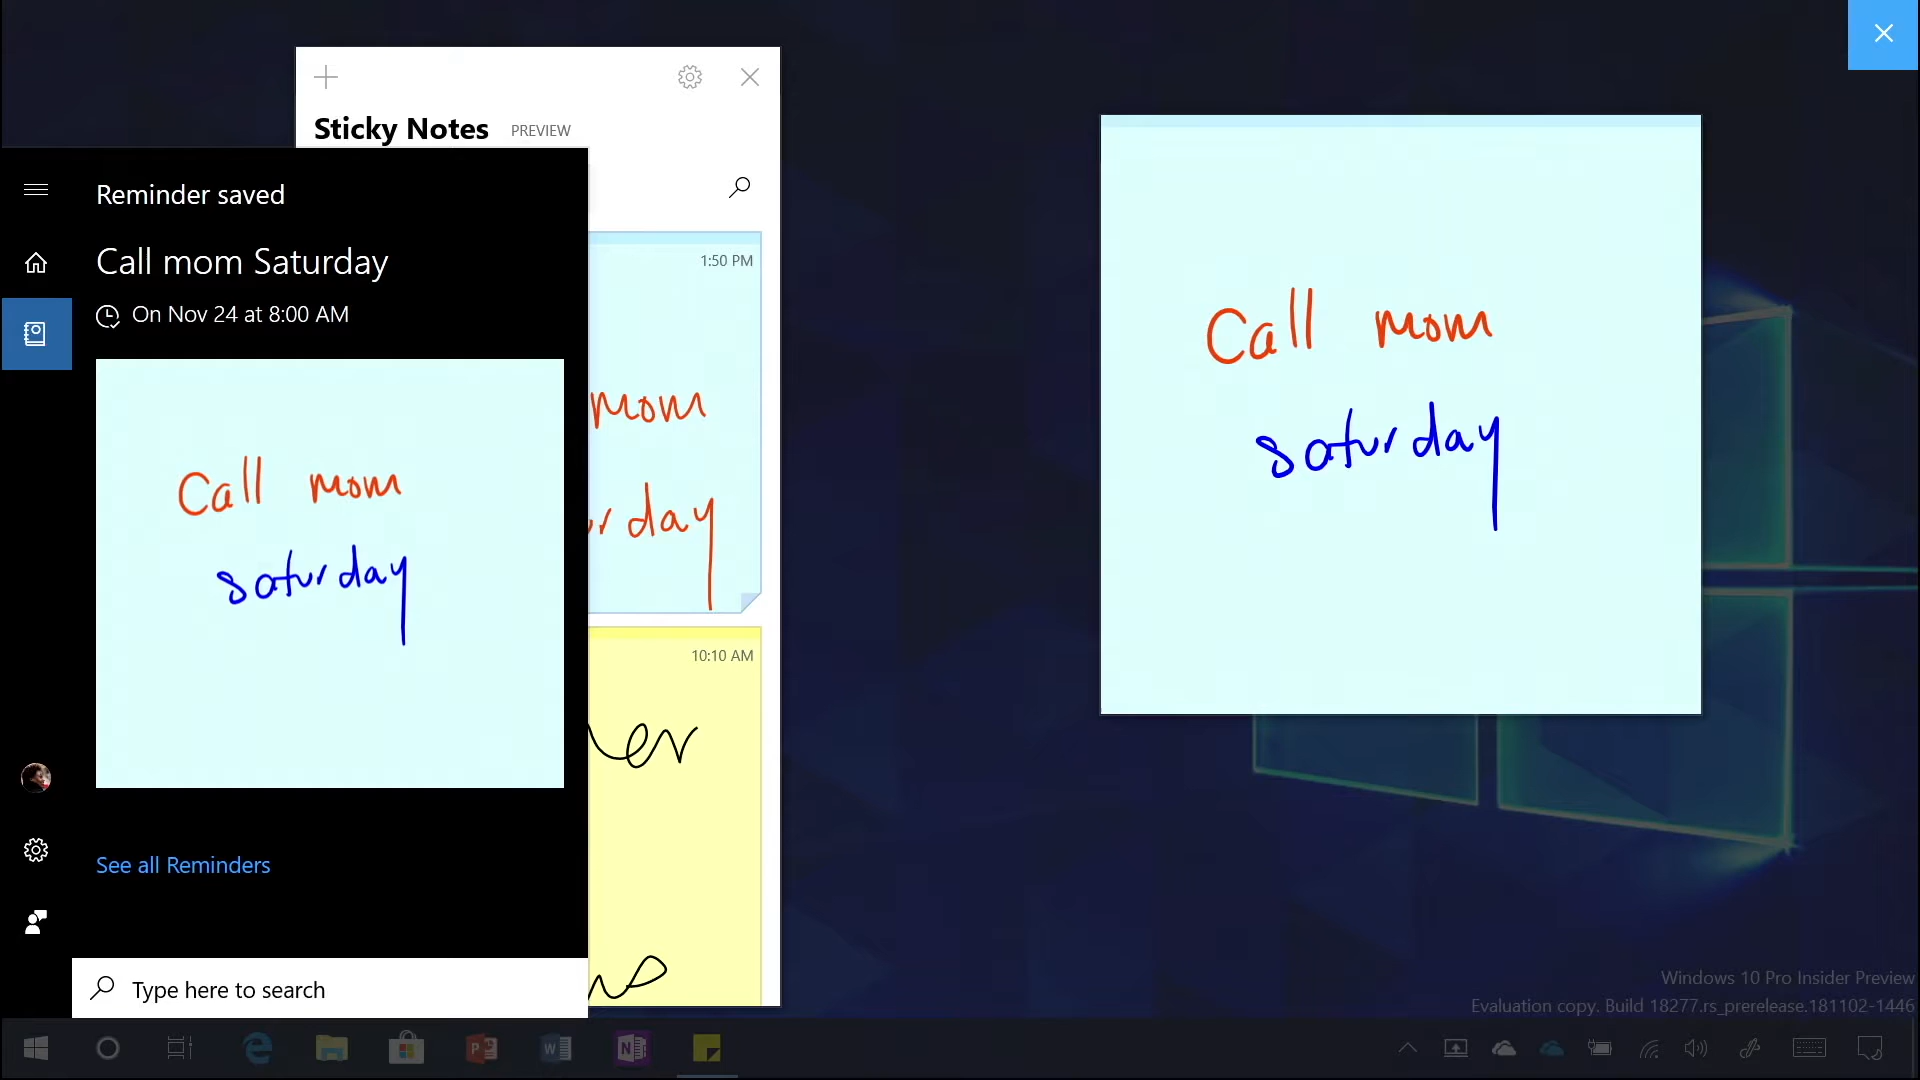 Sticky Notes PREVIEW
Reminder saved
Call mom Saturday
On Nov 24 at 8:00 AM
Call mom
saturday
See all Reminders
Type here to search
1:50 PM
mom
day
10:10 AM
Call mom
saturday
Windows 10 Pro Insider Preview
Evaluation copy. Build 18277.rs_prerelease.181102-1446